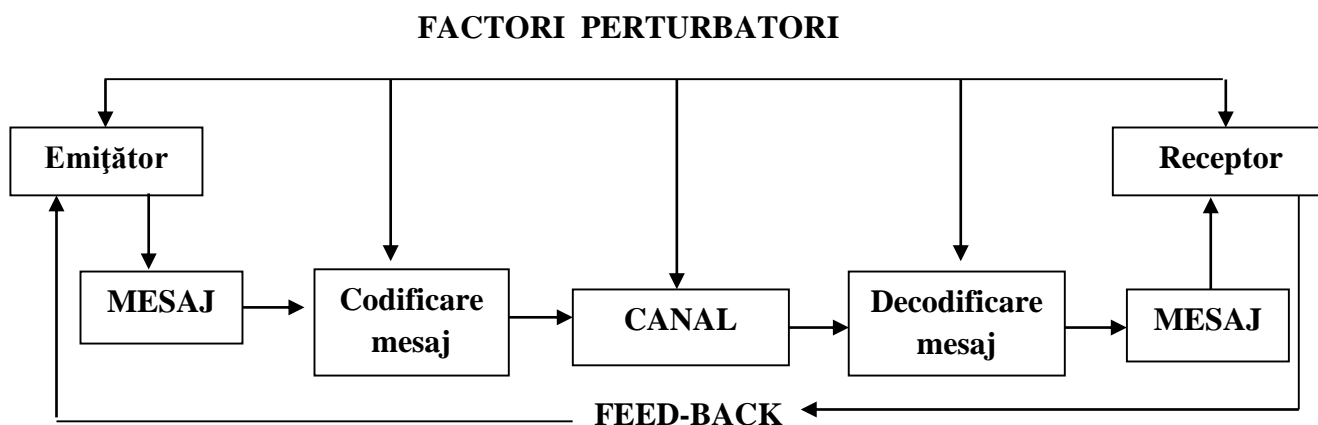 FACTORI PERTURBATORI
Emiţător
Receptor
MESAJ
Codificare
mesaj
CANAL
Decodificare
mesaj
MESAJ
FEED-BACK